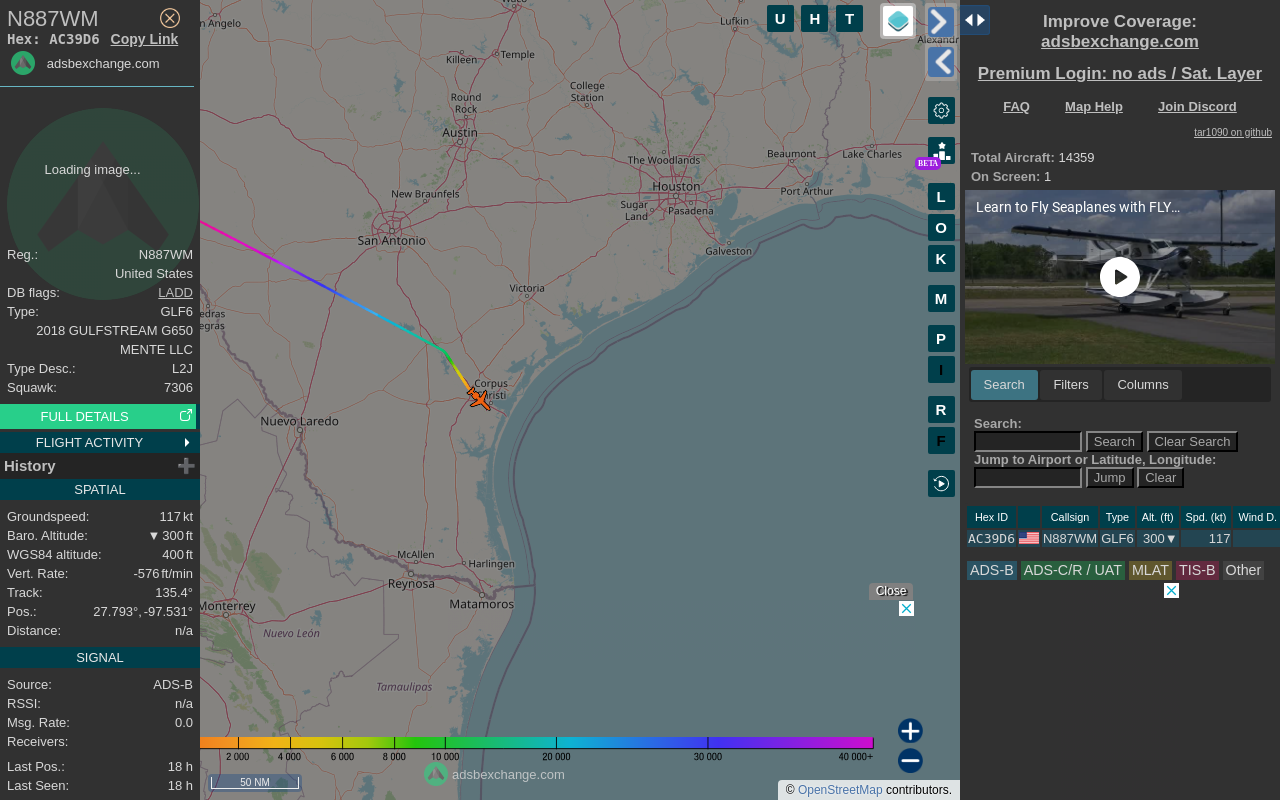 N887WM
Hex: AC39D6 Copy Link
adsbexchange.com
Loading image...
Reg.: N887WM
United States
DB flags: LADD
Type: GLF6
2018 GULFSTREAM G650
MENTE LLC
Type Desc.: L2J
Squawk: 7306
FULL DETAILS
FLIGHT ACTIVITY
History
SPATIAL
Groundspeed: 117 kt
Baro. Altitude: ▼ 300 ft
WGS84 altitude: 400 ft
Vert. Rate: -576 ft/min
Track: 135.4°
Pos.: 27.793°, -97.531°
Distance: n/a
SIGNAL
Source: ADS-B
RSSI: n/a
Msg. Rate: 0.0
Receivers:
Last Pos.: 18 h
Last Seen: 18 h
n Angelo
Waco
Lufkin
Alexandri
Killeen
Temple
College
Station
Round
Rock
Austin
The Woodlands
Beaumont
Lake Charles
New Braunfels
Houston
Port Arthur
Sugar
Land
Pasadena
San Antonio
Galveston
Victoria
edras
egras
Corpus
risti
Nuevo Laredo
McAllen
Harlingen
Reynosa
Matamoros
Monterrey
Nuevo León
Tamaulipas
U H T
BETA
L
O
K
M
P
I
R
F
Close
2 000 4 000 6 000 8 000 10 000 20 000 30 000 40 000+
adsbexchange.com
50 NM
© OpenStreetMap contributors.
Improve Coverage:
adsbexchange.com
Premium Login: no ads / Sat. Layer
FAQ Map Help Join Discord
tar1090 on github
Total Aircraft: 14359
On Screen: 1
Learn to Fly Seaplanes with FLY...
Search Filters Columns
Search:
Search Clear Search
Jump to Airport or Latitude, Longitude:
Jump Clear
Hex ID Callsign Type Alt. (ft) Spd. (kt) Wind D.
AC39D6 N887WM GLF6 300▼ 117
ADS-B ADS-C/R / UAT MLAT TIS-B Other